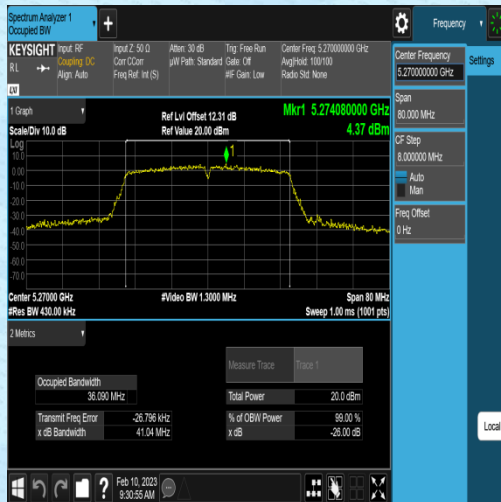 Spectrum Analyzer 1
Occupied BW
Frequency
KEYSIGHT
RL
Input: RF
Coupling: DC
Align: Auto
Input Z: 50 Ω
Corr CCorr
Freq Ref: Int (S)
Atten: 30 dB
µW Path: Standard
Trig: Free Run
Gate: Off
#IF Gain: Low
Center Freq: 5.270000000 GHz
Avg|Hold: 100/100
Radio Std: None
LXI
1 Graph
Scale/Div 10.0 dB
Ref Lvl Offset 12.31 dB
Ref Value 20.00 dBm
Mkr1 5.274080000 GHz
4.37 dBm
Log
10.0
0.00
-10.0
-20.0
-30.0
-40.0
-50.0
-60.0
-70.0
1
Center 5.27000 GHz
#Res BW 430.00 kHz
#Video BW 1.3000 MHz
Span 80 MHz
Sweep 1.00 ms (1001 pts)
2 Metrics
Measure Trace
Trace 1
Occupied Bandwidth
36.090 MHz
Total Power
20.0 dBm
Transmit Freq Error
-26.796 kHz
% of OBW Power
99.00 %
x dB Bandwidth
41.04 MHz
x dB
-26.00 dB
Center Frequency
5.270000000 GHz
Settings
Span
80.000 MHz
CF Step
8.000000 MHz
Auto
Man
Freq Offset
0 Hz
Local
?
Feb 10, 2023
9:30:55 AM